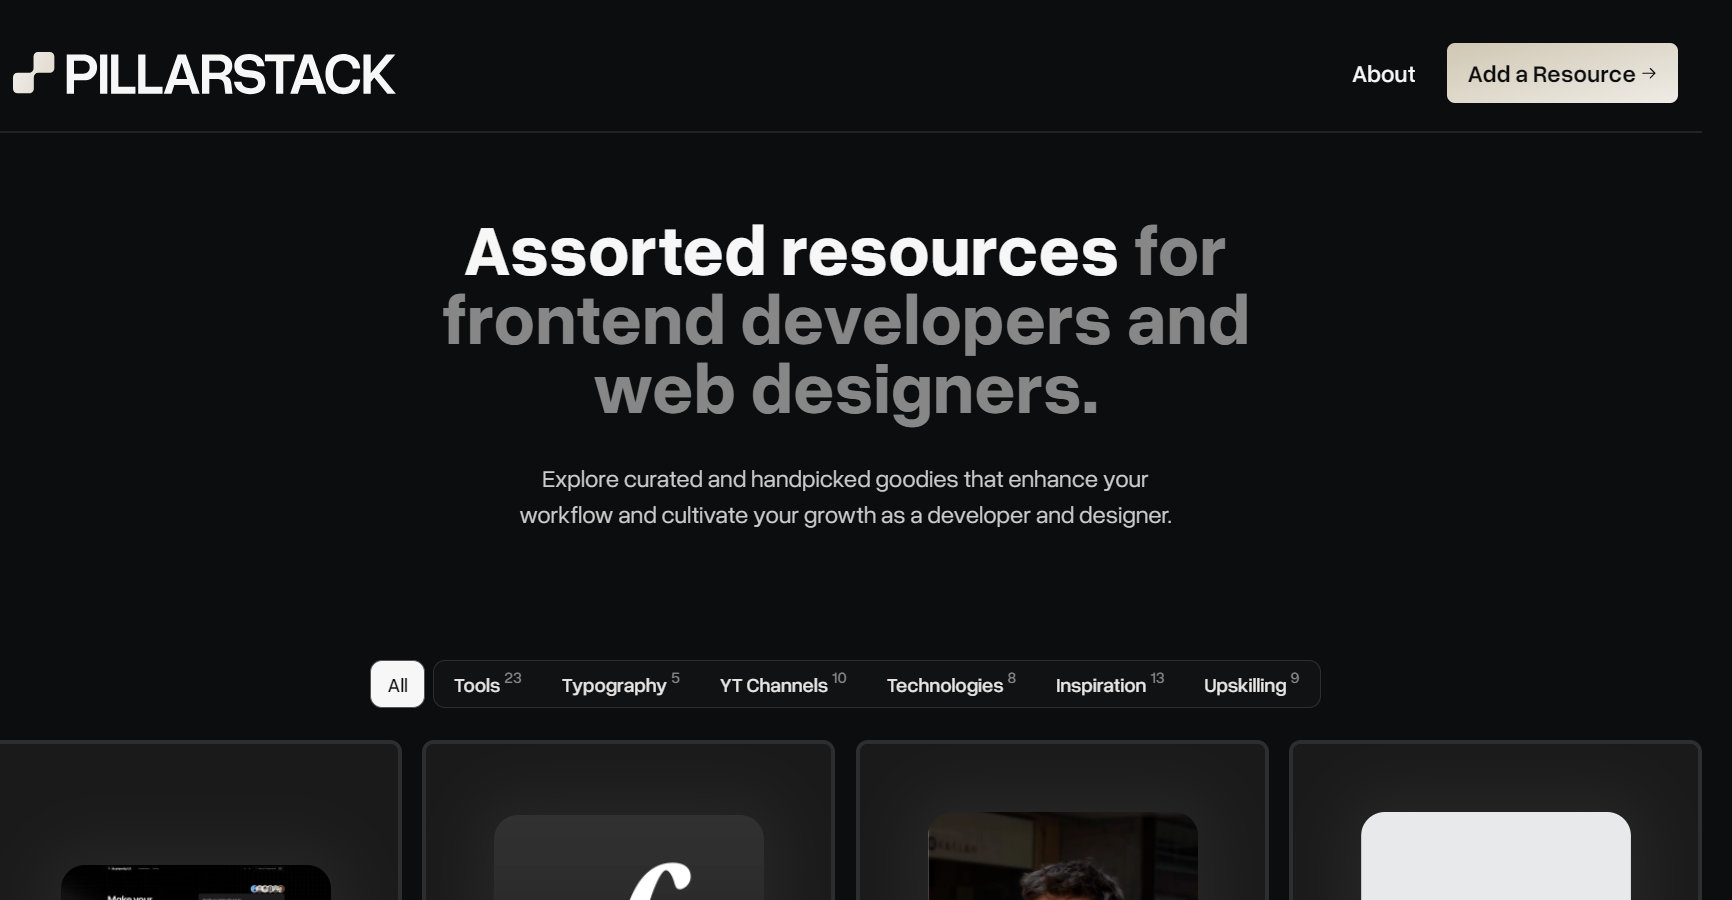 PILLARSTACK
About
Add a Resource →
Assorted resources for
frontend developers and
web designers.
Explore curated and handpicked goodies that enhance your
workflow and cultivate your growth as a developer and designer.
All
Tools 23
Typography 5
YT Channels 10
Technologies 8
Inspiration 13
Upskilling 9
Make your